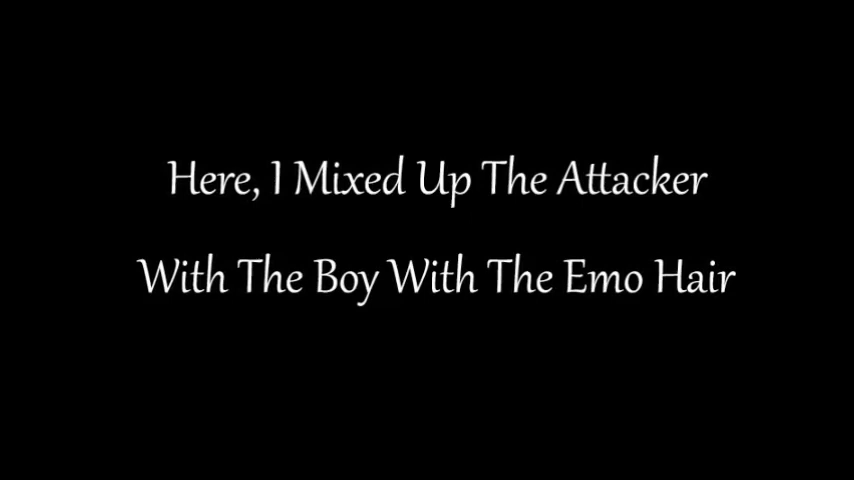 Here, I Mixed Up The Attacker
With The Boy With The Emo Hair